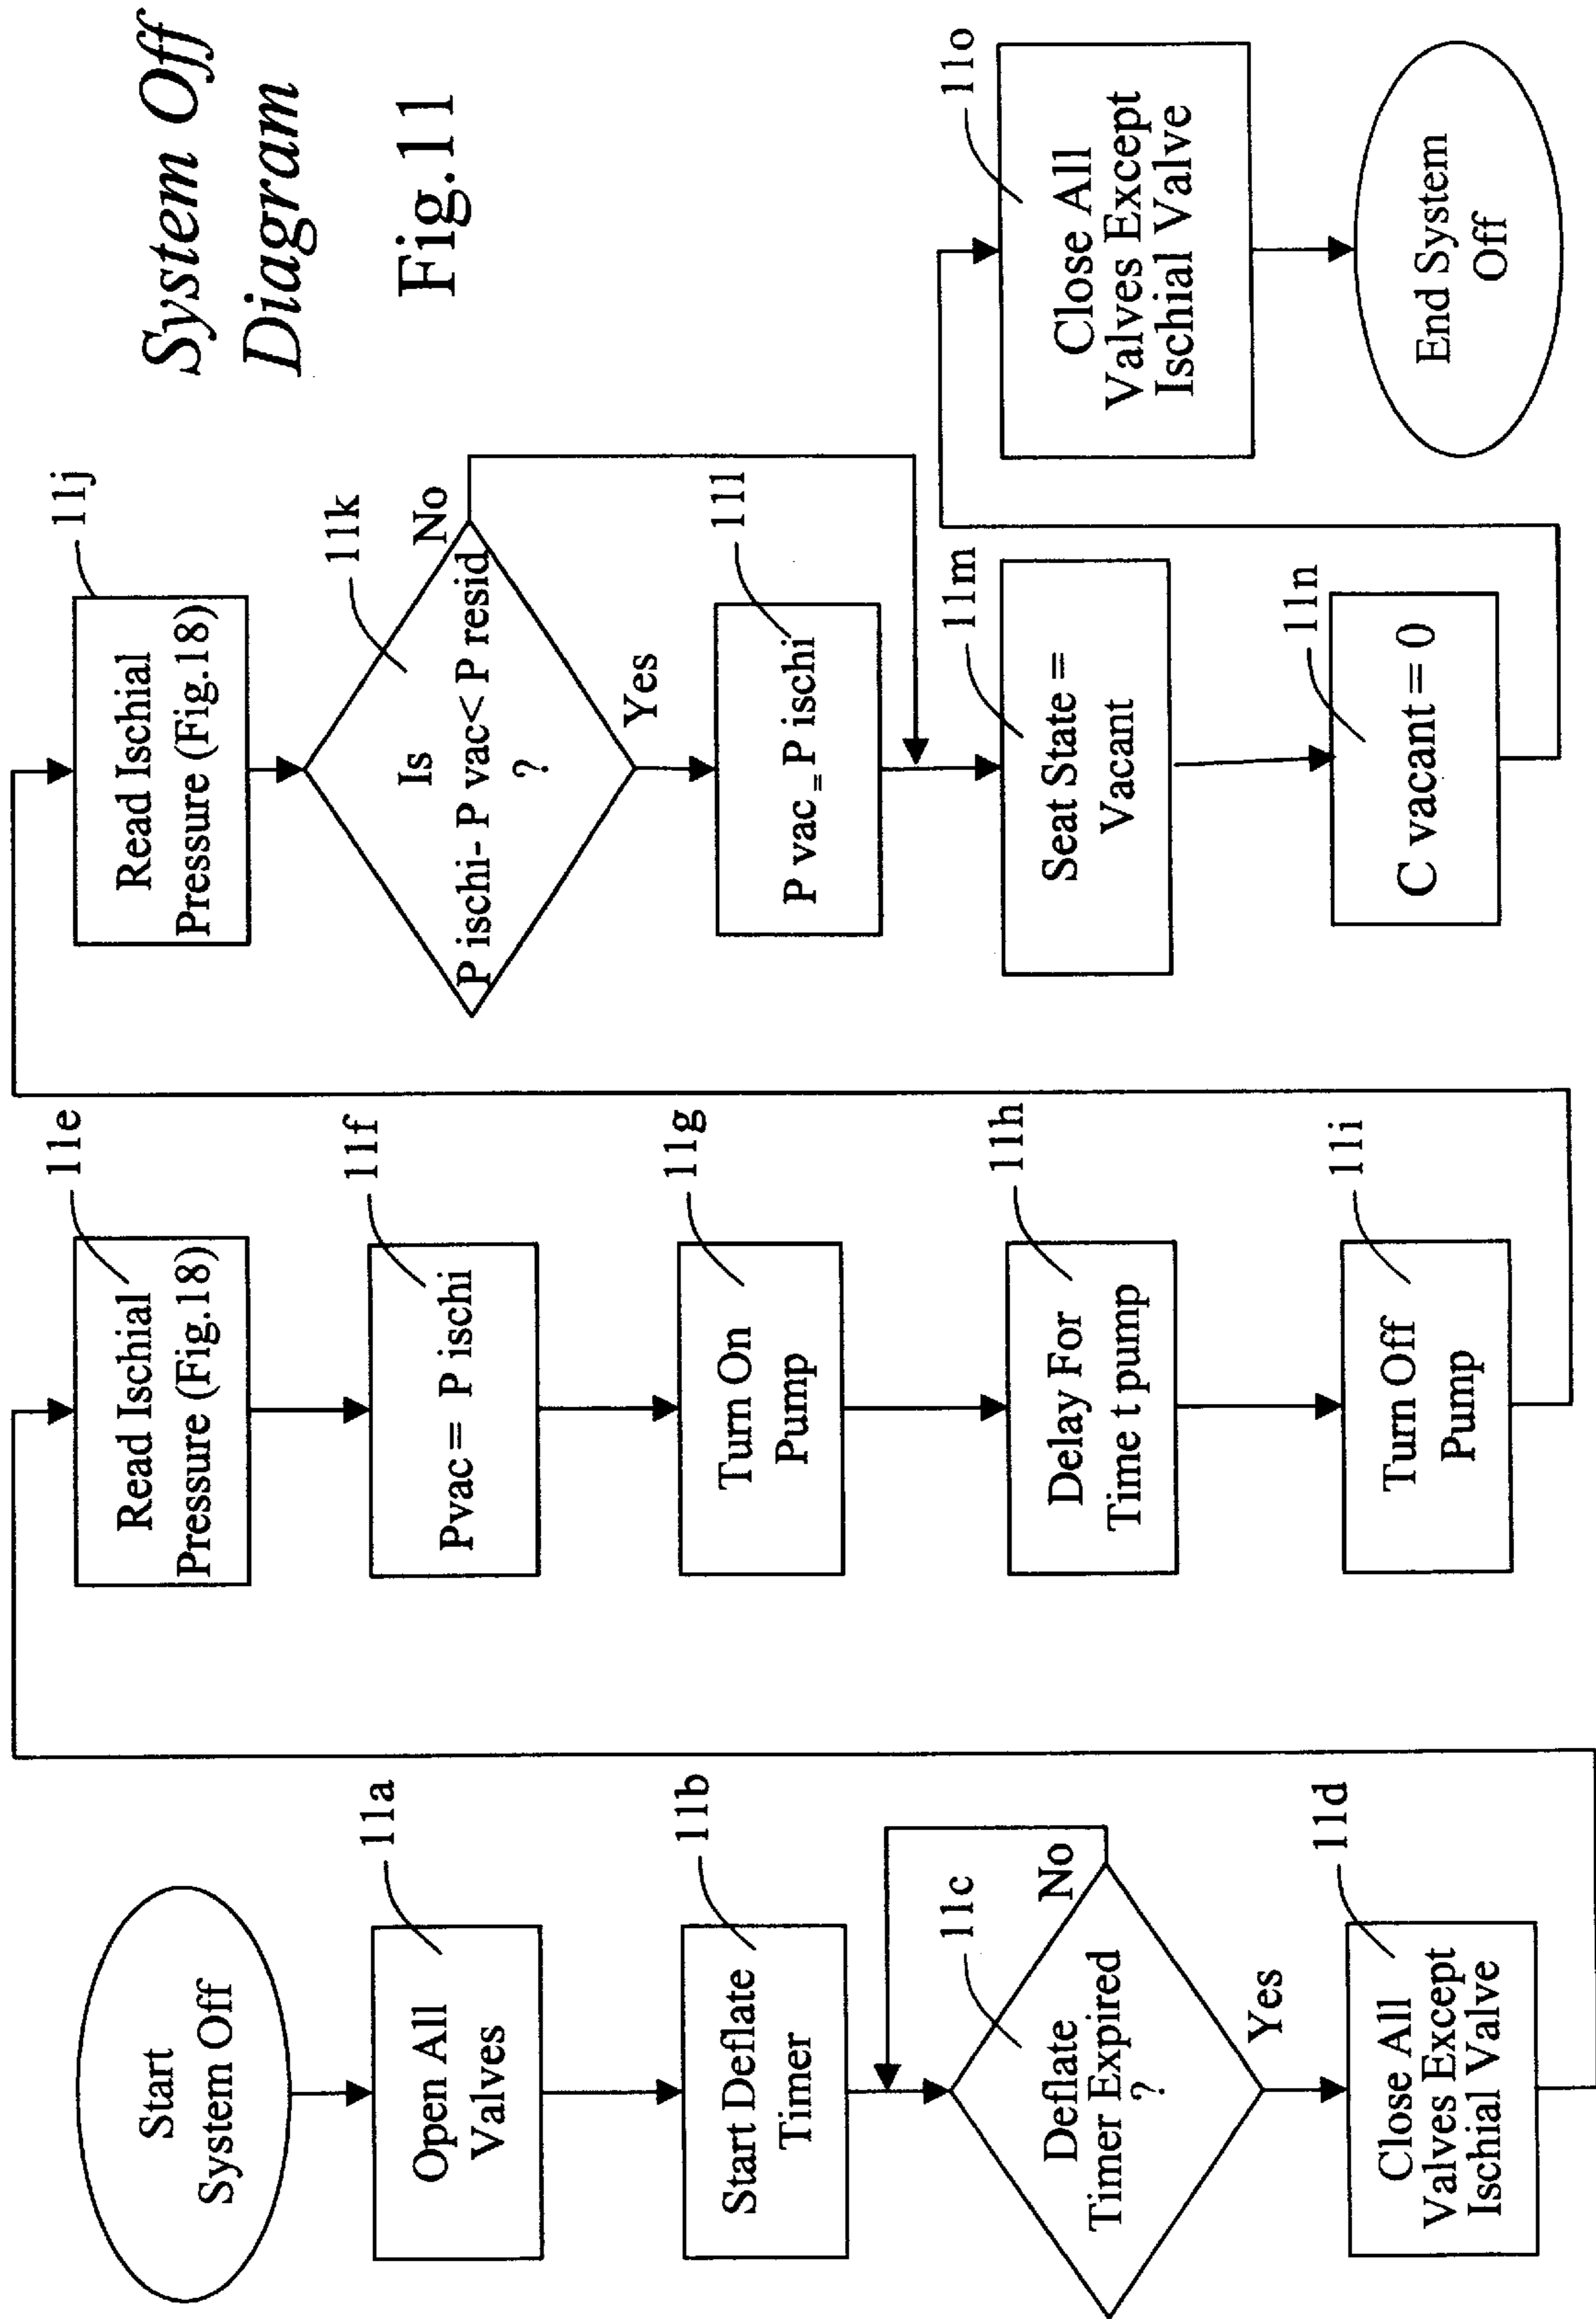 System Off
Diagram
Fig.11
Start
System Off
11a
Open All
Valves
11b
Start Deflate
Timer
11c
Deflate
Timer Expired
?
No
Yes
11d
Close All
Valves Except
Ischial Valve
11e
Read Ischial
Pressure (Fig.18)
11f
Pvac = P ischi
11g
Turn On
Pump
11h
Delay For
Time t pump
11i
Turn Off
Pump
11j
Read Ischial
Pressure (Fig.18)
11k
Is
P ischi- P vac< P resid
?
No
Yes
11l
P vac = P ischi
11m
Seat State =
Vacant
11n
C vacant = 0
11o
Close All
Valves Except
Ischial Valve
End System
Off